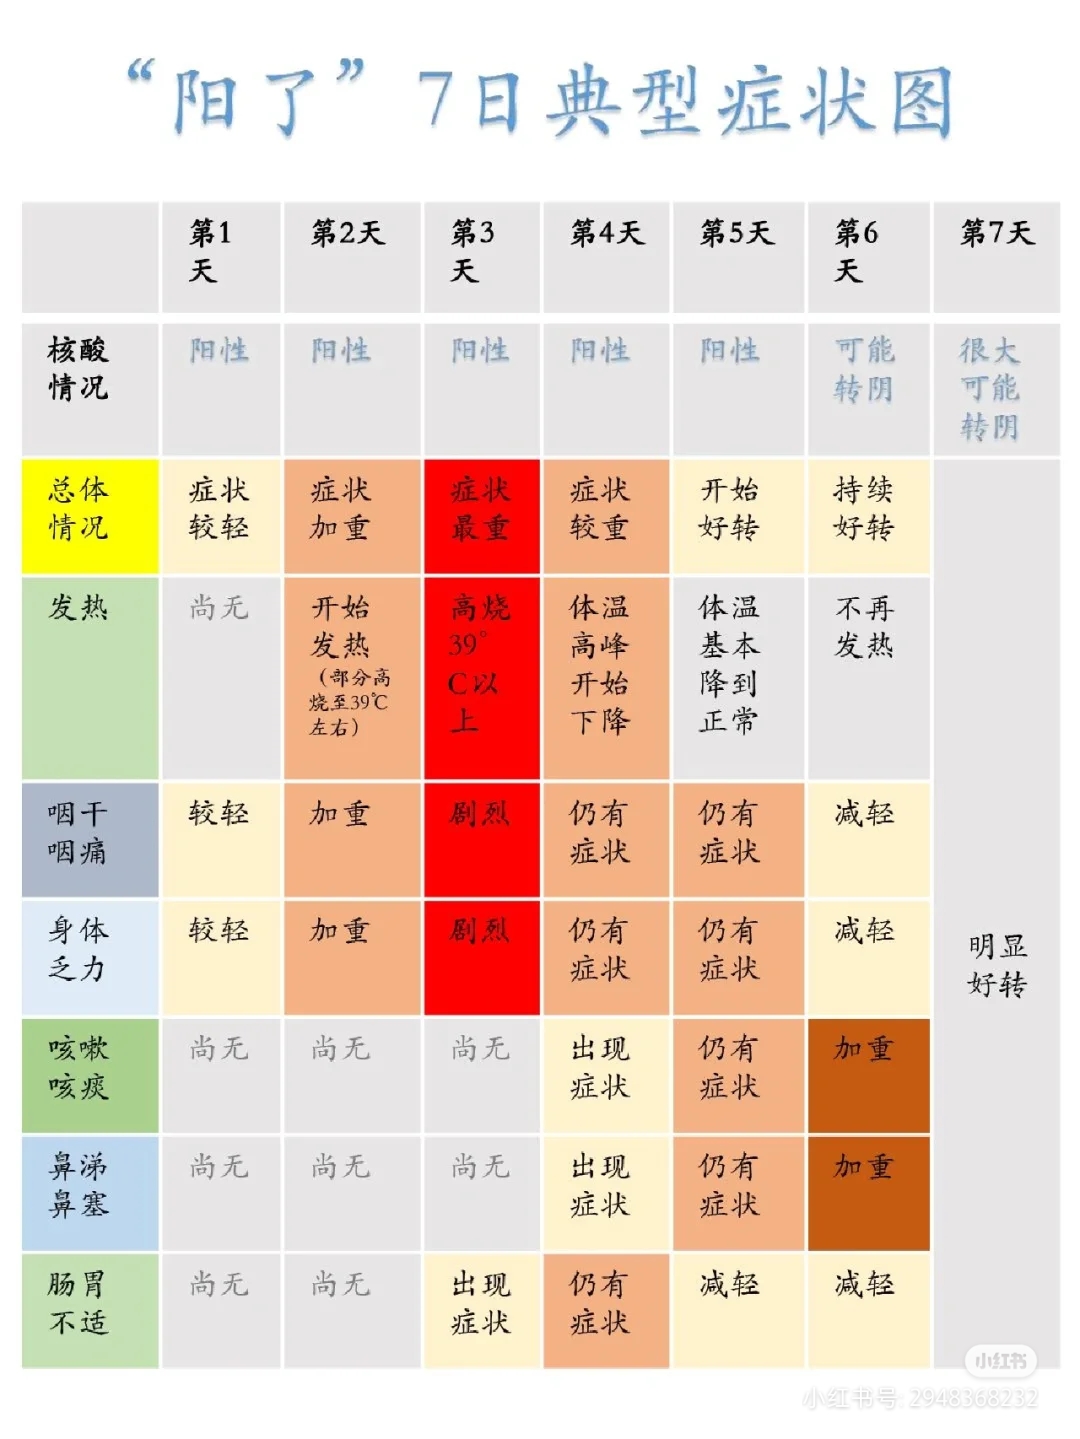 “阳了”7日典型症状图
第1
天
第2天
第3
天
第4天
第5天
第6
天
第7天
核酸
情况
阳性
阳性
阳性
阳性
阳性
可能
转阴
很大
可能
转阴
总体
情况
症状
较轻
症状
加重
症状
最重
症状
较重
开始
好转
持续
好转
明显
好转
发热
尚无
开始
发热
（部分高
烧至39℃
左右）
高烧
39°
C以
上
体温
高峰
开始
下降
体温
基本
降到
正常
不再
发热
咽干
咽痛
较轻
加重
剧烈
仍有
症状
仍有
症状
减轻
身体
乏力
较轻
加重
剧烈
仍有
症状
仍有
症状
减轻
咳嗽
咳痰
尚无
尚无
尚无
出现
症状
仍有
症状
加重
鼻涕
鼻塞
尚无
尚无
尚无
出现
症状
仍有
症状
加重
肠胃
不适
尚无
尚无
出现
症状
仍有
症状
减轻
减轻
小红书
小红书号: 2948368232